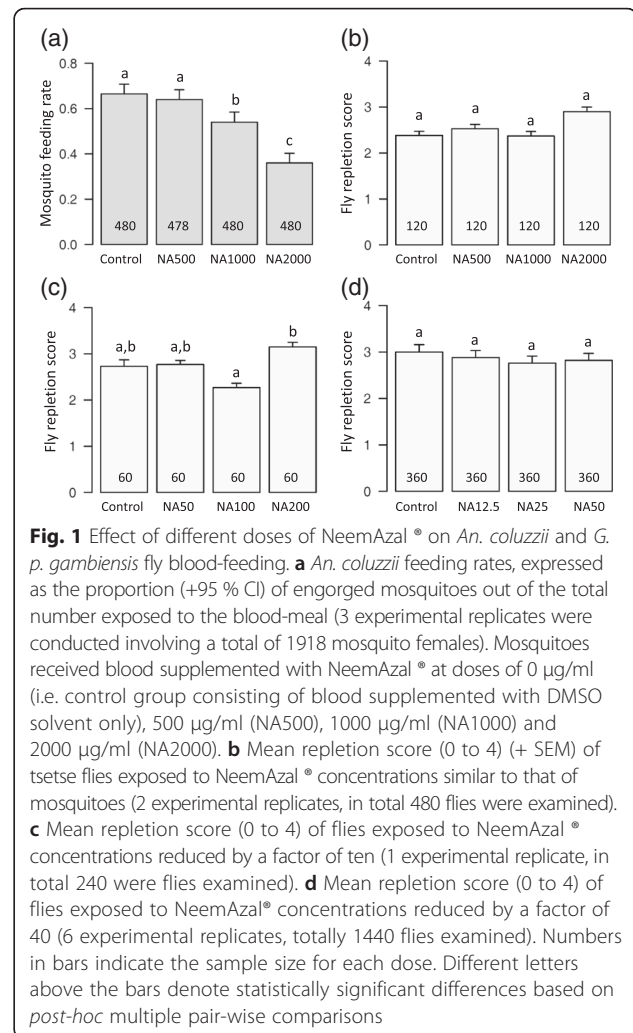 (a)
Mosquito feeding rate
0.8
0.6
0.4
0.2
0.0
a
a
b
c
480
478
480
480
Control
NA500
NA1000
NA2000
(b)
Fly repletion score
4
3
2
1
0
a
a
a
a
120
120
120
120
Control
NA500
NA1000
NA2000
(c)
Fly repletion score
4
3
2
1
0
a,b
a,b
a
b
60
60
60
60
Control
NA50
NA100
NA200
(d)
Fly repletion score
4
3
2
1
0
a
a
a
a
360
360
360
360
Control
NA12.5
NA25
NA50
Fig. 1 Effect of different doses of NeemAzal ® on An. coluzzii and G.
p. gambiensis fly blood-feeding. a An. coluzzii feeding rates, expressed
as the proportion (+95 % CI) of engorged mosquitoes out of the total
number exposed to the blood-meal (3 experimental replicates were
conducted involving a total of 1918 mosquito females). Mosquitoes
received blood supplemented with NeemAzal ® at doses of 0 μg/ml
(i.e. control group consisting of blood supplemented with DMSO
solvent only), 500 μg/ml (NA500), 1000 μg/ml (NA1000) and
2000 μg/ml (NA2000). b Mean repletion score (0 to 4) (+ SEM) of
tsetse flies exposed to NeemAzal ® concentrations similar to that of
mosquitoes (2 experimental replicates, in total 480 flies were examined).
c Mean repletion score (0 to 4) of flies exposed to NeemAzal ®
concentrations reduced by a factor of ten (1 experimental replicate, in
total 240 were flies examined). d Mean repletion score (0 to 4) of
flies exposed to NeemAzal® concentrations reduced by a factor of
40 (6 experimental replicates, totally 1440 flies examined). Numbers
in bars indicate the sample size for each dose. Different letters
above the bars denote statistically significant differences based on
post-hoc multiple pair-wise comparisons